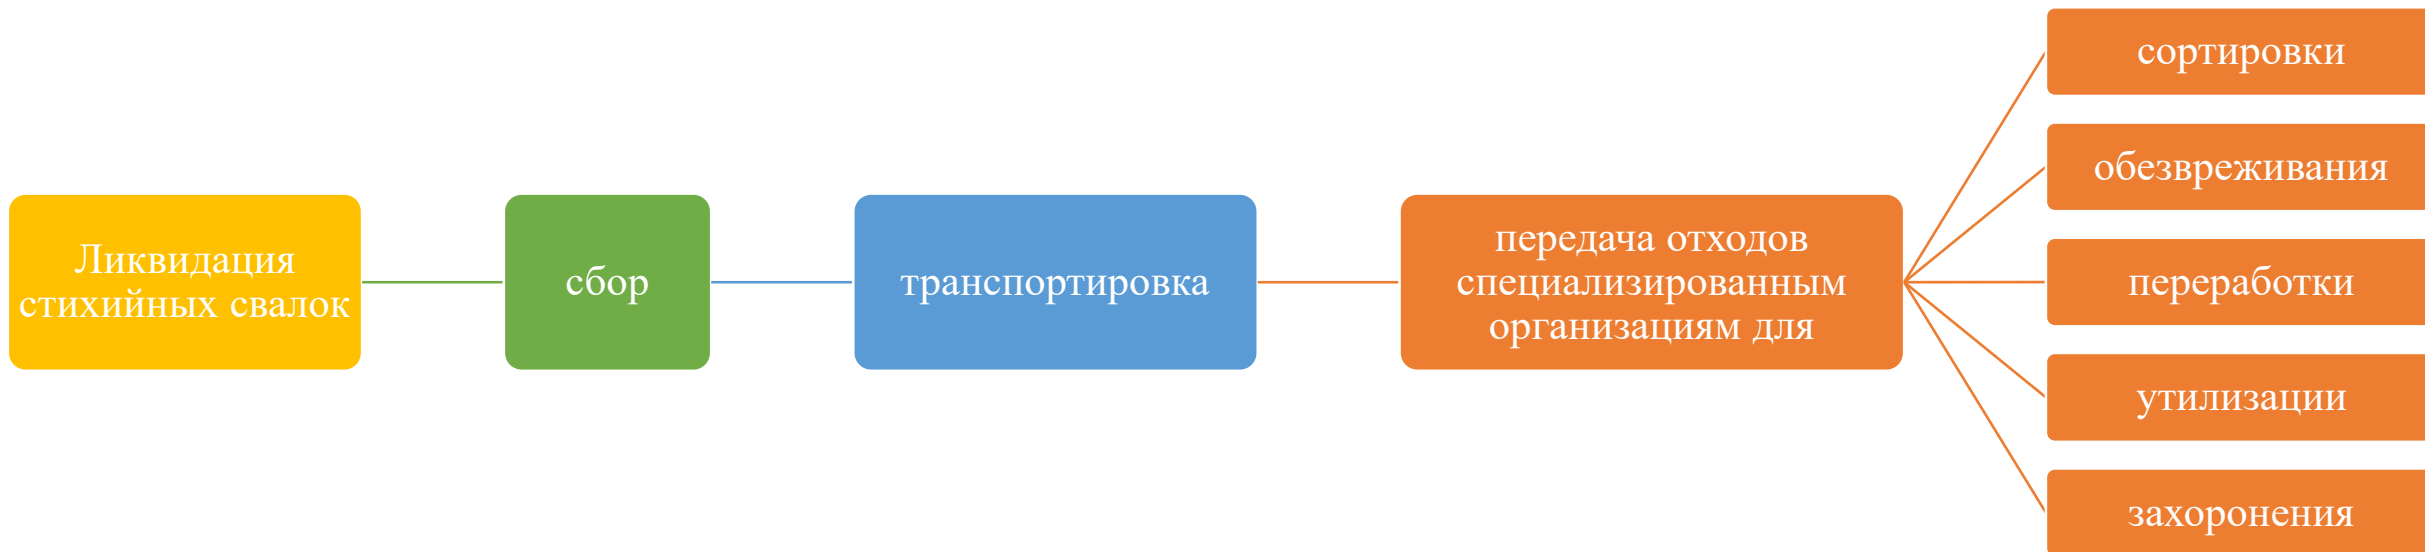 Ликвидация
стихийных свалок
сбор
транспортировка
передача отходов
специализированным
организациям для
сортировки
обезвреживания
переработки
утилизации
захоронения